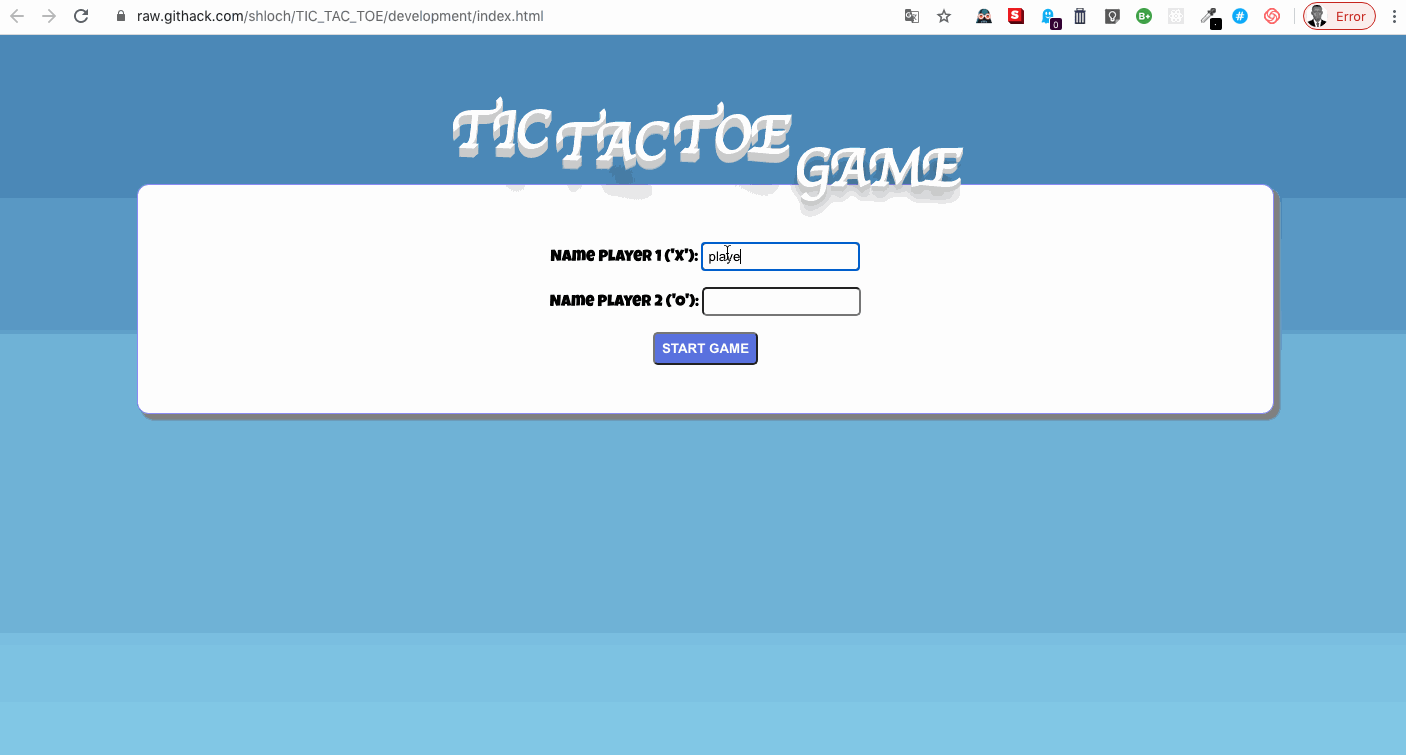 raw.githack.com/shloch/TIC_TAC_TOE/development/index.html
S
0
B+
#
Error
TIC TAC TOE GAME
Name Player 1 ('X'):
playe
Name Player 2 ('O'):
START GAME